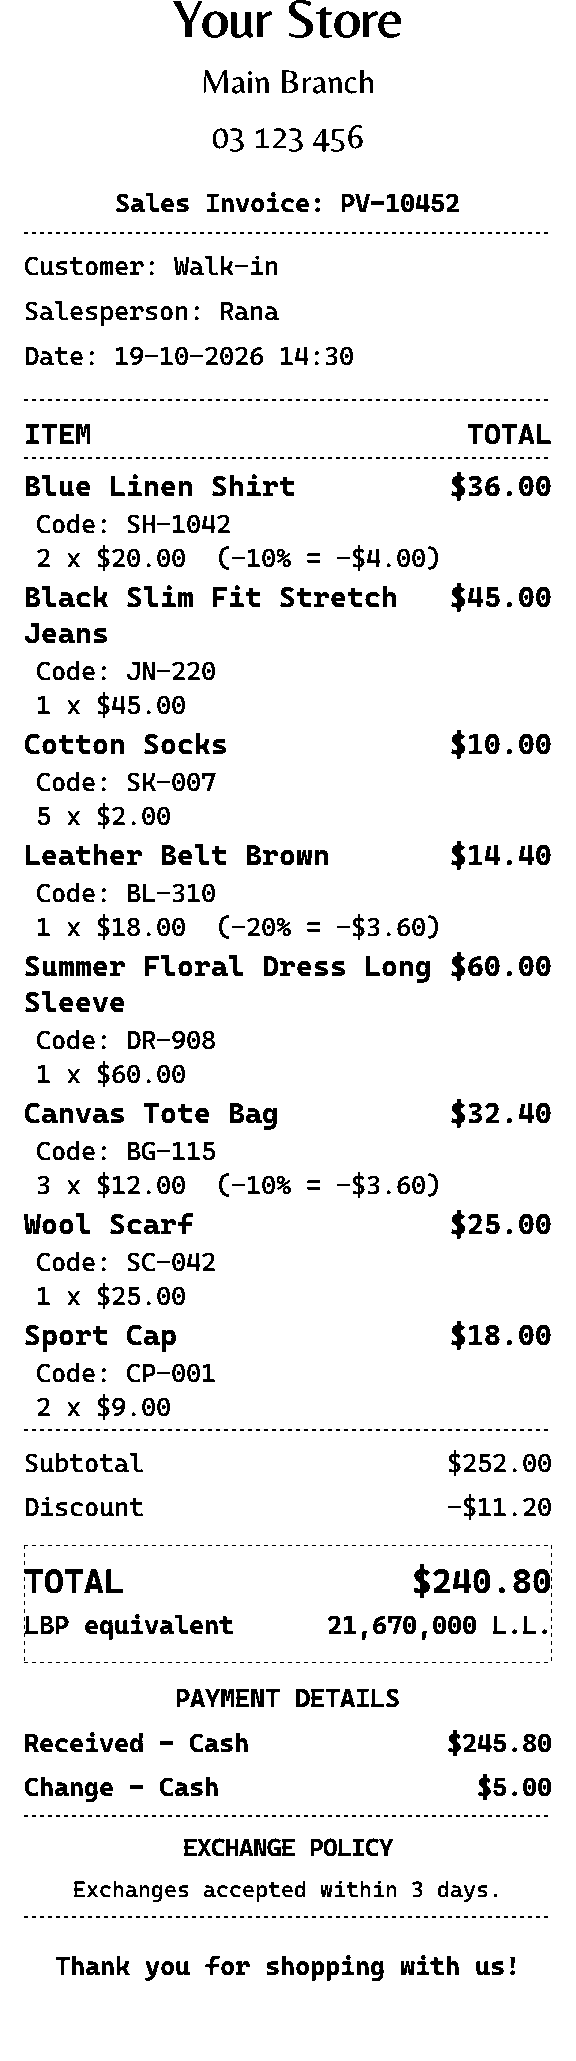 Your Store
Main Branch
03 123 456
Sales Invoice: PV-10452
Customer: Walk-in
Salesperson: Rana
Date: 19-10-2026 14:30
ITEM TOTAL
Blue Linen Shirt $36.00
Code: SH-1042
2 x $20.00 (-10% = -$4.00)
Black Slim Fit Stretch $45.00
Jeans
Code: JN-220
1 x $45.00
Cotton Socks $10.00
Code: SK-007
5 x $2.00
Leather Belt Brown $14.40
Code: BL-310
1 x $18.00 (-20% = -$3.60)
Summer Floral Dress Long $60.00
Sleeve
Code: DR-908
1 x $60.00
Canvas Tote Bag $32.40
Code: BG-115
3 x $12.00 (-10% = -$3.60)
Wool Scarf $25.00
Code: SC-042
1 x $25.00
Sport Cap $18.00
Code: CP-001
2 x $9.00
Subtotal $252.00
Discount -$11.20
TOTAL $240.80
LBP equivalent 21,670,000 L.L.
PAYMENT DETAILS
Received - Cash $245.80
Change - Cash $5.00
EXCHANGE POLICY
Exchanges accepted within 3 days.
Thank you for shopping with us!